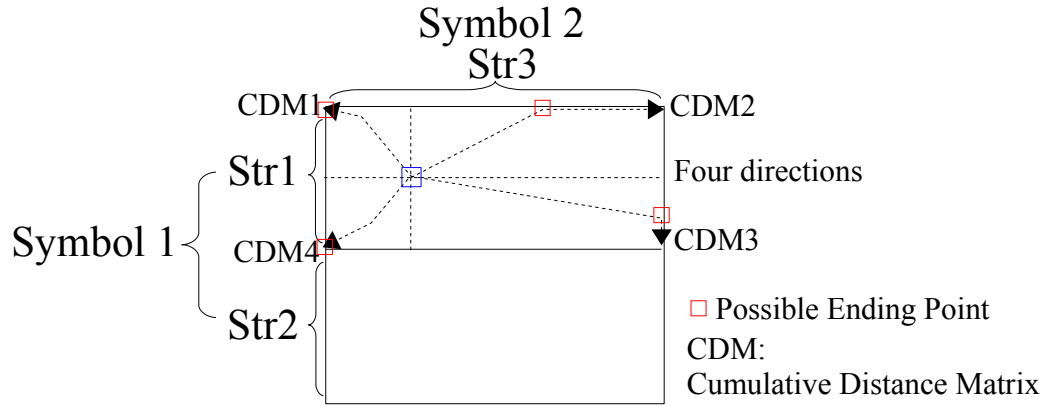 Symbol 2
Str3
CDM1
CDM2
Str1
Four directions
Symbol 1
CDM4
CDM3
Str2
Possible Ending Point
CDM:
Cumulative Distance Matrix